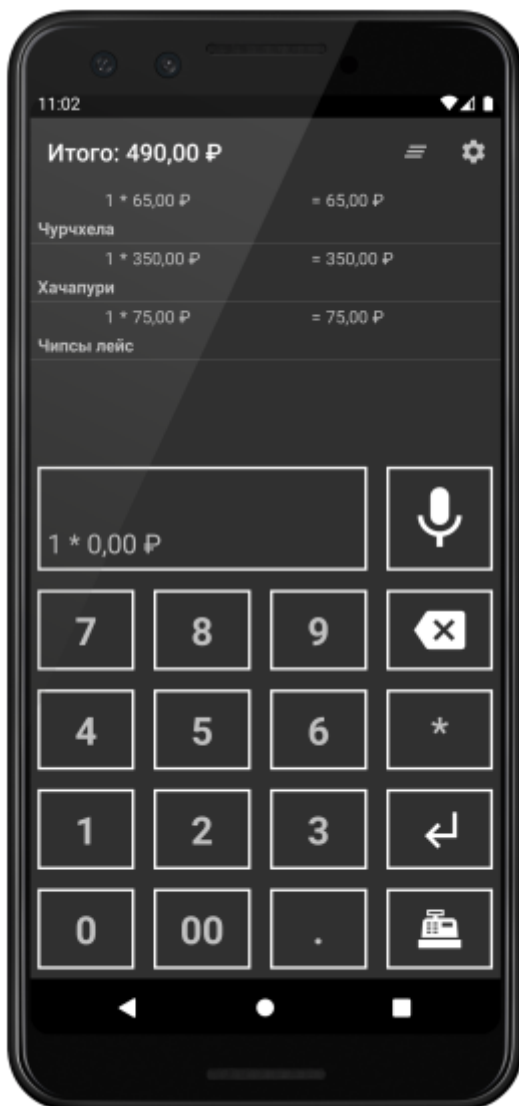 11:02
Итого: 490,00 ₽
1 * 65,00 ₽ = 65,00 ₽
Чурчхела
1 * 350,00 ₽ = 350,00 ₽
Хачапури
1 * 75,00 ₽ = 75,00 ₽
Чипсы лейс
1 * 0,00 ₽
7 8 9
4 5 6 *
1 2 3
0 00 .